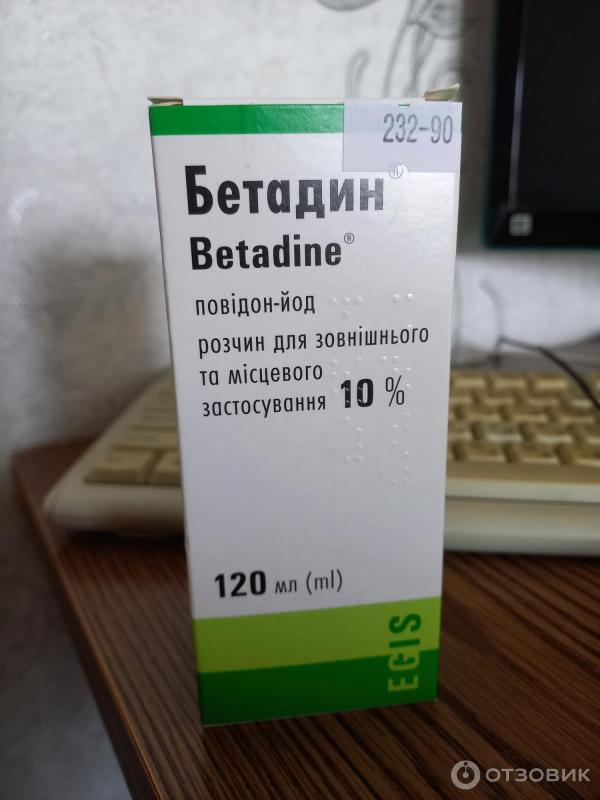 232-90
Бетадин®
Betadine®
повідон-йод
розчин для зовнішнього
та місцевого
застосування 10 %
120 мл (ml)
EGIS
ОТЗОВИК